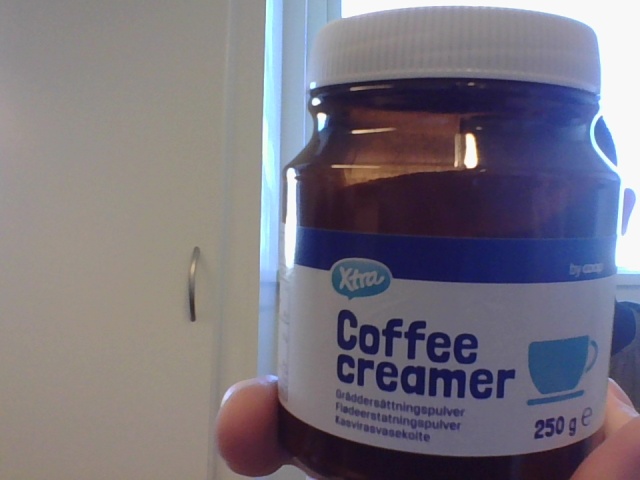 by coop
Xtra
Coffee
creamer
Gräddersättningspulver
Flødeerstatningspulver
Kasvirasvasekoite
250 g e